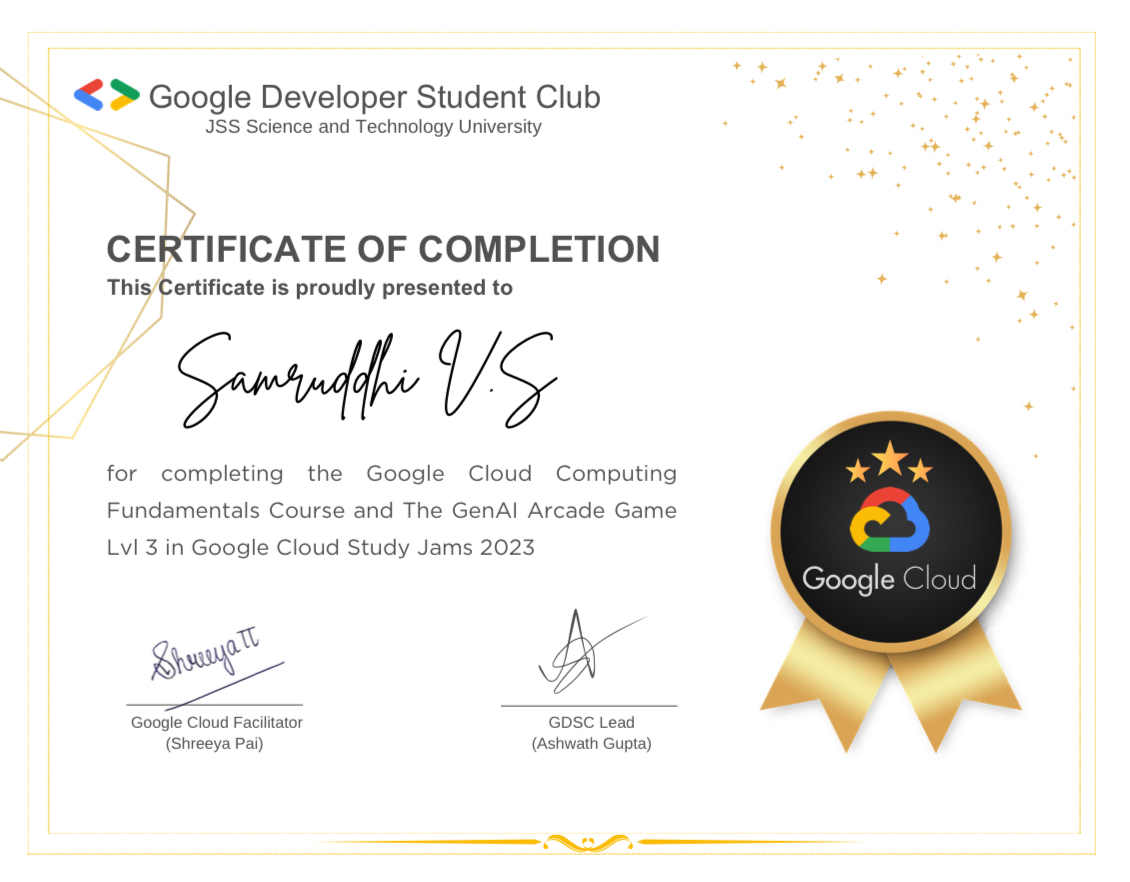 Google Developer Student Club
JSS Science and Technology University
CERTIFICATE OF COMPLETION
This Certificate is proudly presented to
Samruddhi V.S
for completing the Google Cloud Computing
Fundamentals Course and The GenAI Arcade Game
Lvl 3 in Google Cloud Study Jams 2023
Google Cloud
Shreeya π
Google Cloud Facilitator
(Shreeya Pai)
GDSC Lead
(Ashwath Gupta)